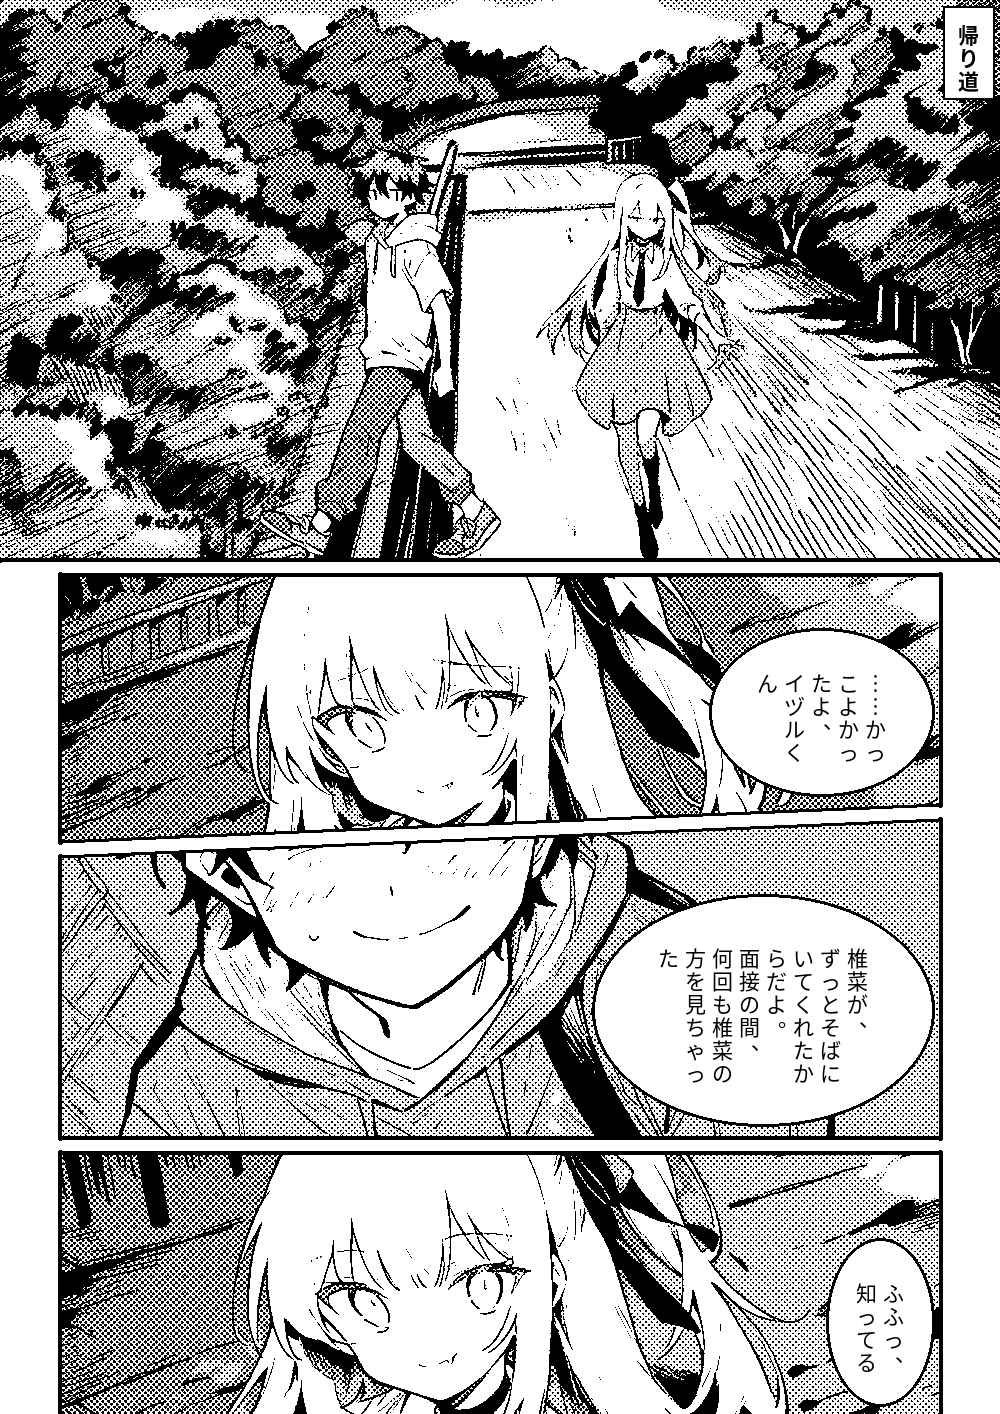 帰り道
……かっ
こよかっ
たよ、
イヅルく
ん
椎菜が、
ずっとそばに
いてくれたか
らだよ。
面接の間、
何回も椎菜の
方を見ちゃっ
た
ふふっ、
知ってる